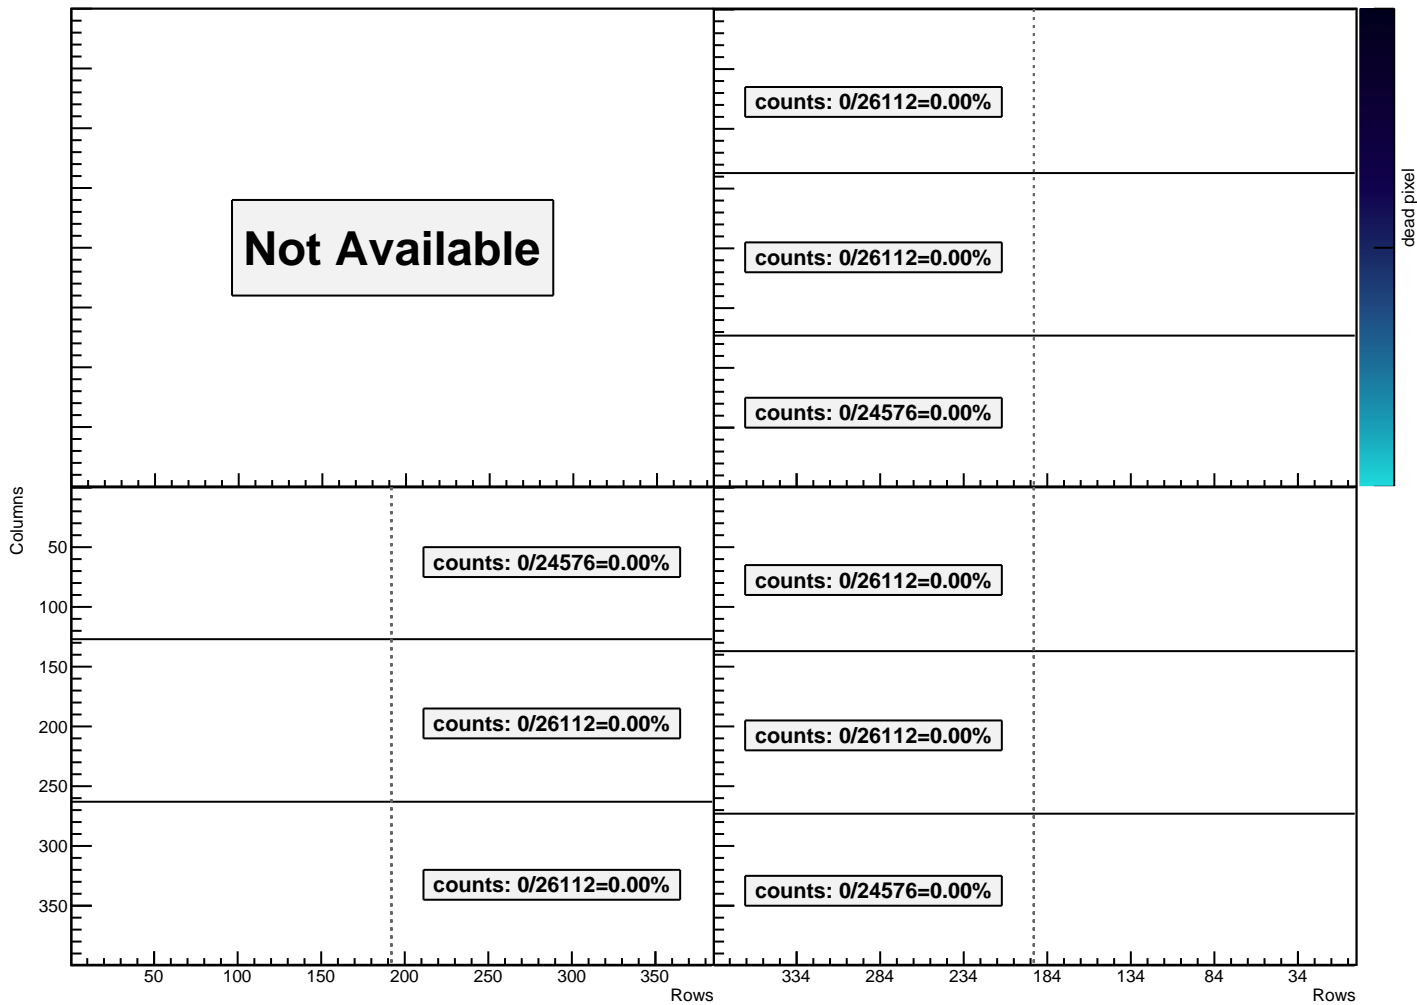 counts: 0/26112=0.00%
dead pixel
Not Available
counts: 0/26112=0.00%
counts: 0/24576=0.00%
Columns
50
100
150
200
250
300
350
counts: 0/24576=0.00%
counts: 0/26112=0.00%
counts: 0/26112=0.00%
counts: 0/26112=0.00%
counts: 0/26112=0.00%
counts: 0/24576=0.00%
50 100 150 200 250 300 350
Rows
334 284 234 184 134 84 34
Rows